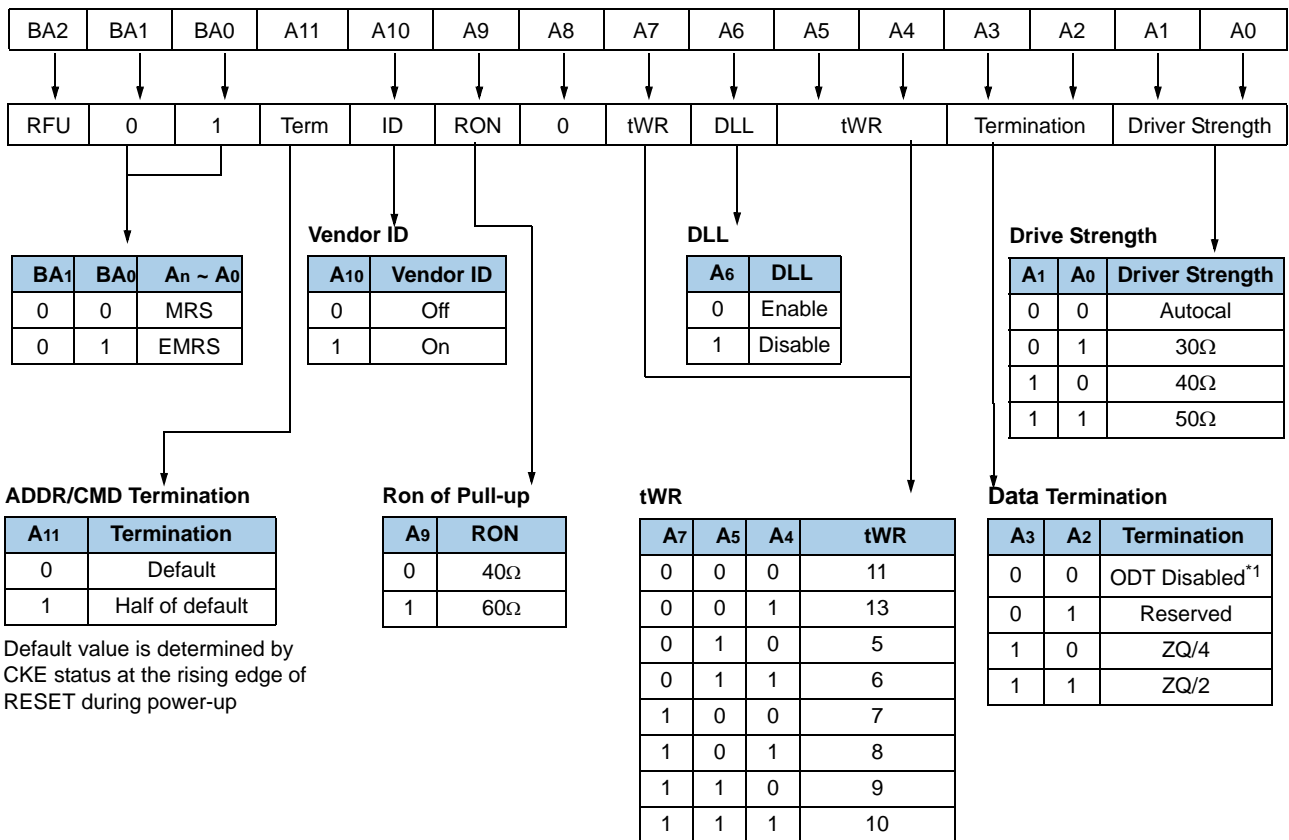 BA2 BA1 BA0 A11 A10 A9 A8 A7 A6 A5 A4 A3 A2 A1 A0
RFU 0 1 Term ID RON 0 tWR DLL tWR Termination Driver Strength
BA1 BA0 An ~ A0
0 0 MRS
0 1 EMRS
Vendor ID
A10 Vendor ID
0 Off
1 On
DLL
A6 DLL
0 Enable
1 Disable
Drive Strength
A1 A0 Driver Strength
0 0 Autocal
0 1 30Ω
1 0 40Ω
1 1 50Ω
ADDR/CMD Termination
A11 Termination
0 Default
1 Half of default
Default value is determined by
CKE status at the rising edge of
RESET during power-up
Ron of Pull-up
A9 RON
0 40Ω
1 60Ω
tWR
A7 A5 A4 tWR
0 0 0 11
0 0 1 13
0 1 0 5
0 1 1 6
1 0 0 7
1 0 1 8
1 1 0 9
1 1 1 10
Data Termination
A3 A2 Termination
0 0 ODT Disabled*1
0 1 Reserved
1 0 ZQ/4
1 1 ZQ/2